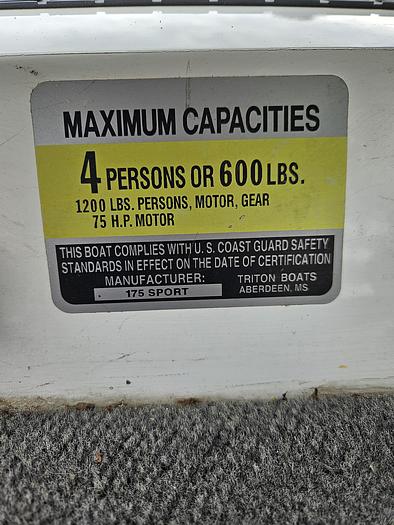 MAXIMUM CAPACITIES
4 PERSONS OR 600 LBS.
1200 LBS. PERSONS, MOTOR, GEAR
75 H.P. MOTOR
THIS BOAT COMPLIES WITH U. S. COAST GUARD SAFETY
STANDARDS IN EFFECT ON THE DATE OF CERTIFICATION
MANUFACTURER: TRITON BOATS
175 SPORT ABERDEEN, MS